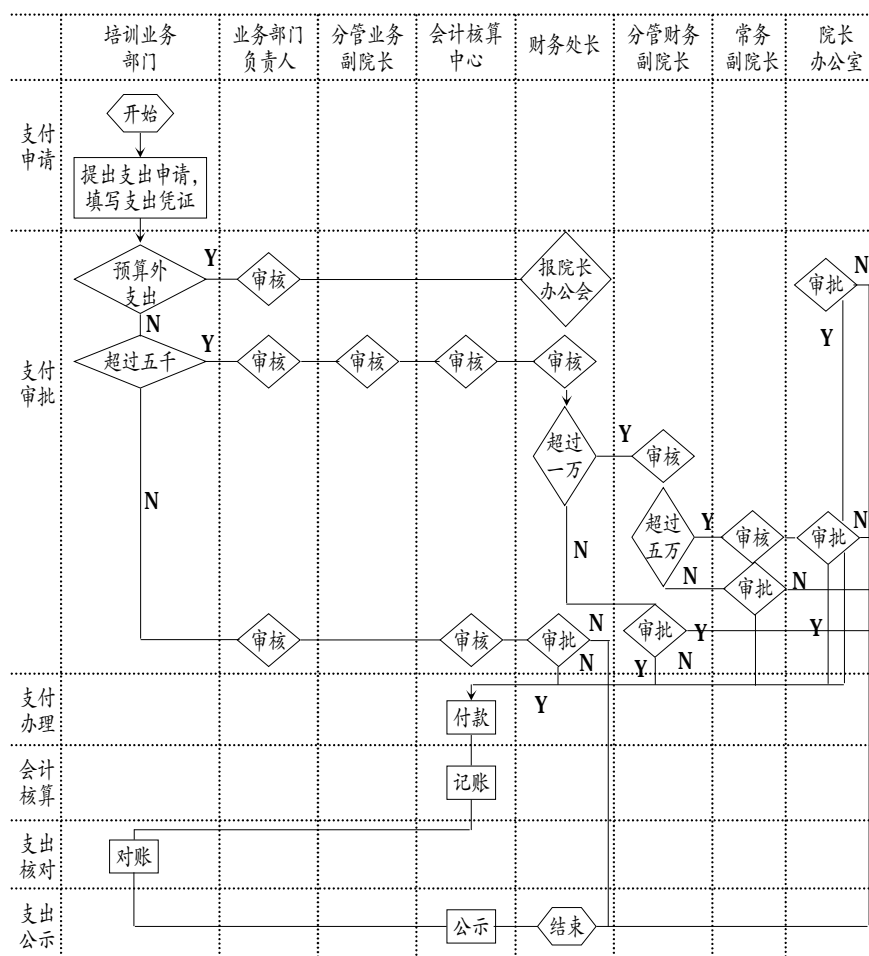 培训业务
部门
业务部门
负责人
分管业务
副院长
会计核算
中心
财务处长
分管财务
副院长
常务
副院长
院长
办公室
支付
申请
开始
提出支出申请,
填写支出凭证
支付
审批
预算外
支出
Y
审核
报院长
办公会
审批
N
N
Y
超过五千
Y
审核
审核
审核
审核
超过
一万
Y
审核
N
超过
五万
Y
审核
审批
N
N
N
审批
N
审核
审核
审批
N
N
审批
Y
Y
N
Y
支付
办理
付款
Y
会计
核算
记账
支出
核对
对账
支出
公示
公示
结束